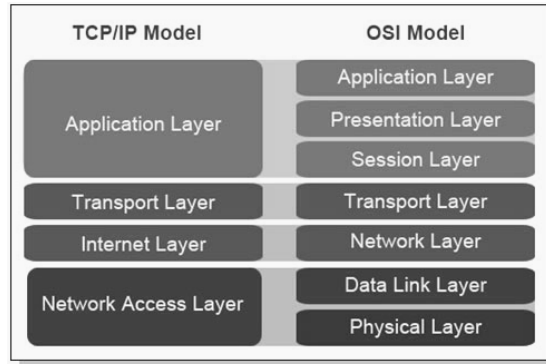 TCP/IP Model
OSI Model
Application Layer
Transport Layer
Internet Layer
Network Access Layer
Application Layer
Presentation Layer
Session Layer
Transport Layer
Network Layer
Data Link Layer
Physical Layer